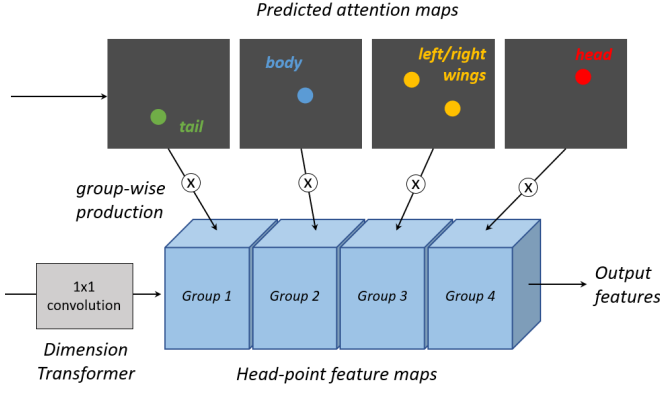 Predicted attention maps
tail
body
left/right
wings
head
X
X
X
X
group-wise
production
1x1
convolution
Group 1
Group 2
Group 3
Group 4
Output
features
Dimension
Transformer
Head-point feature maps